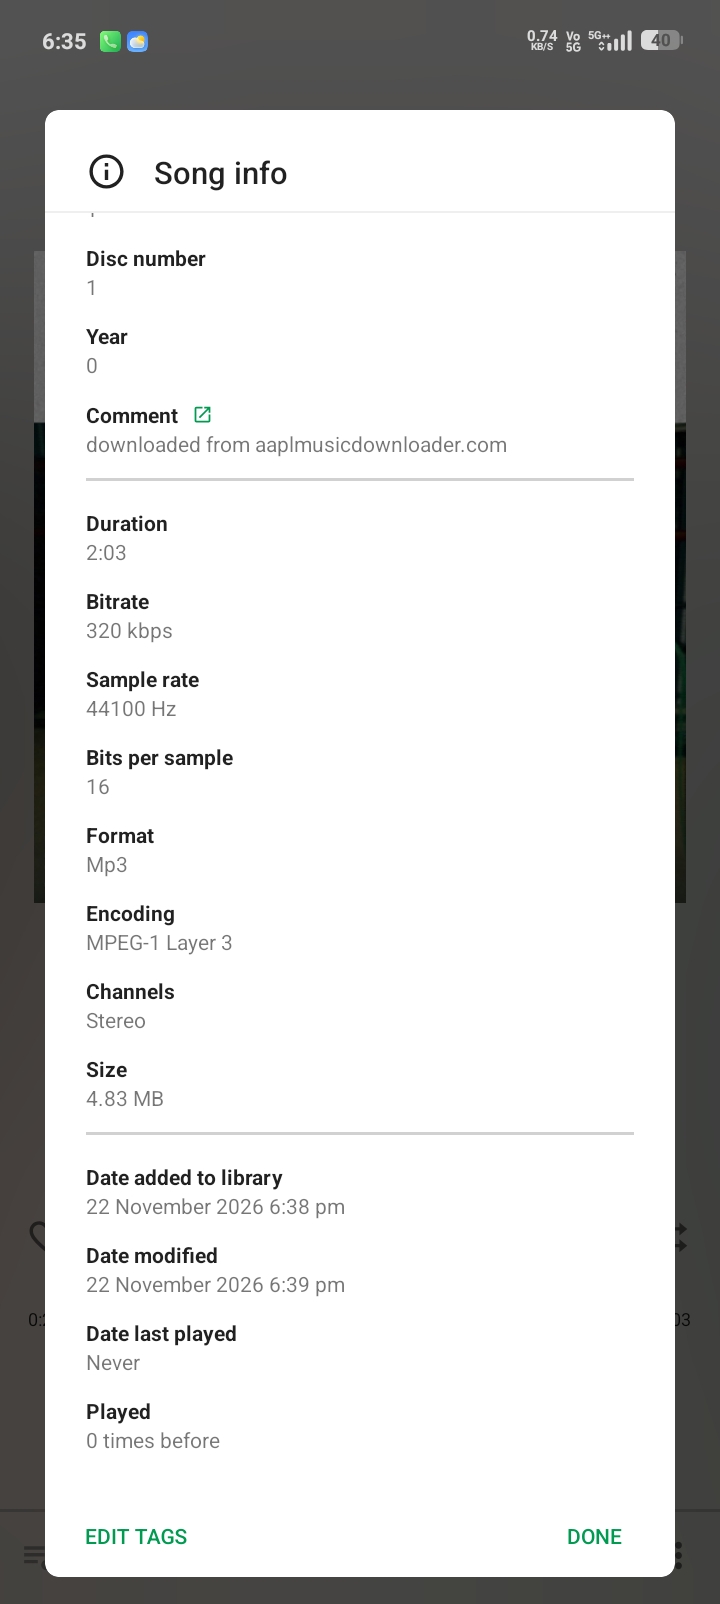 6:35
0.74
KB/S
Vo
5G
5G++
40
Song info
Disc number
1
Year
0
Comment
downloaded from aaplmusicdownloader.com
Duration
2:03
Bitrate
320 kbps
Sample rate
44100 Hz
Bits per sample
16
Format
Mp3
Encoding
MPEG-1 Layer 3
Channels
Stereo
Size
4.83 MB
Date added to library
22 November 2026 6:38 pm
Date modified
22 November 2026 6:39 pm
Date last played
Never
Played
0 times before
EDIT TAGS
DONE